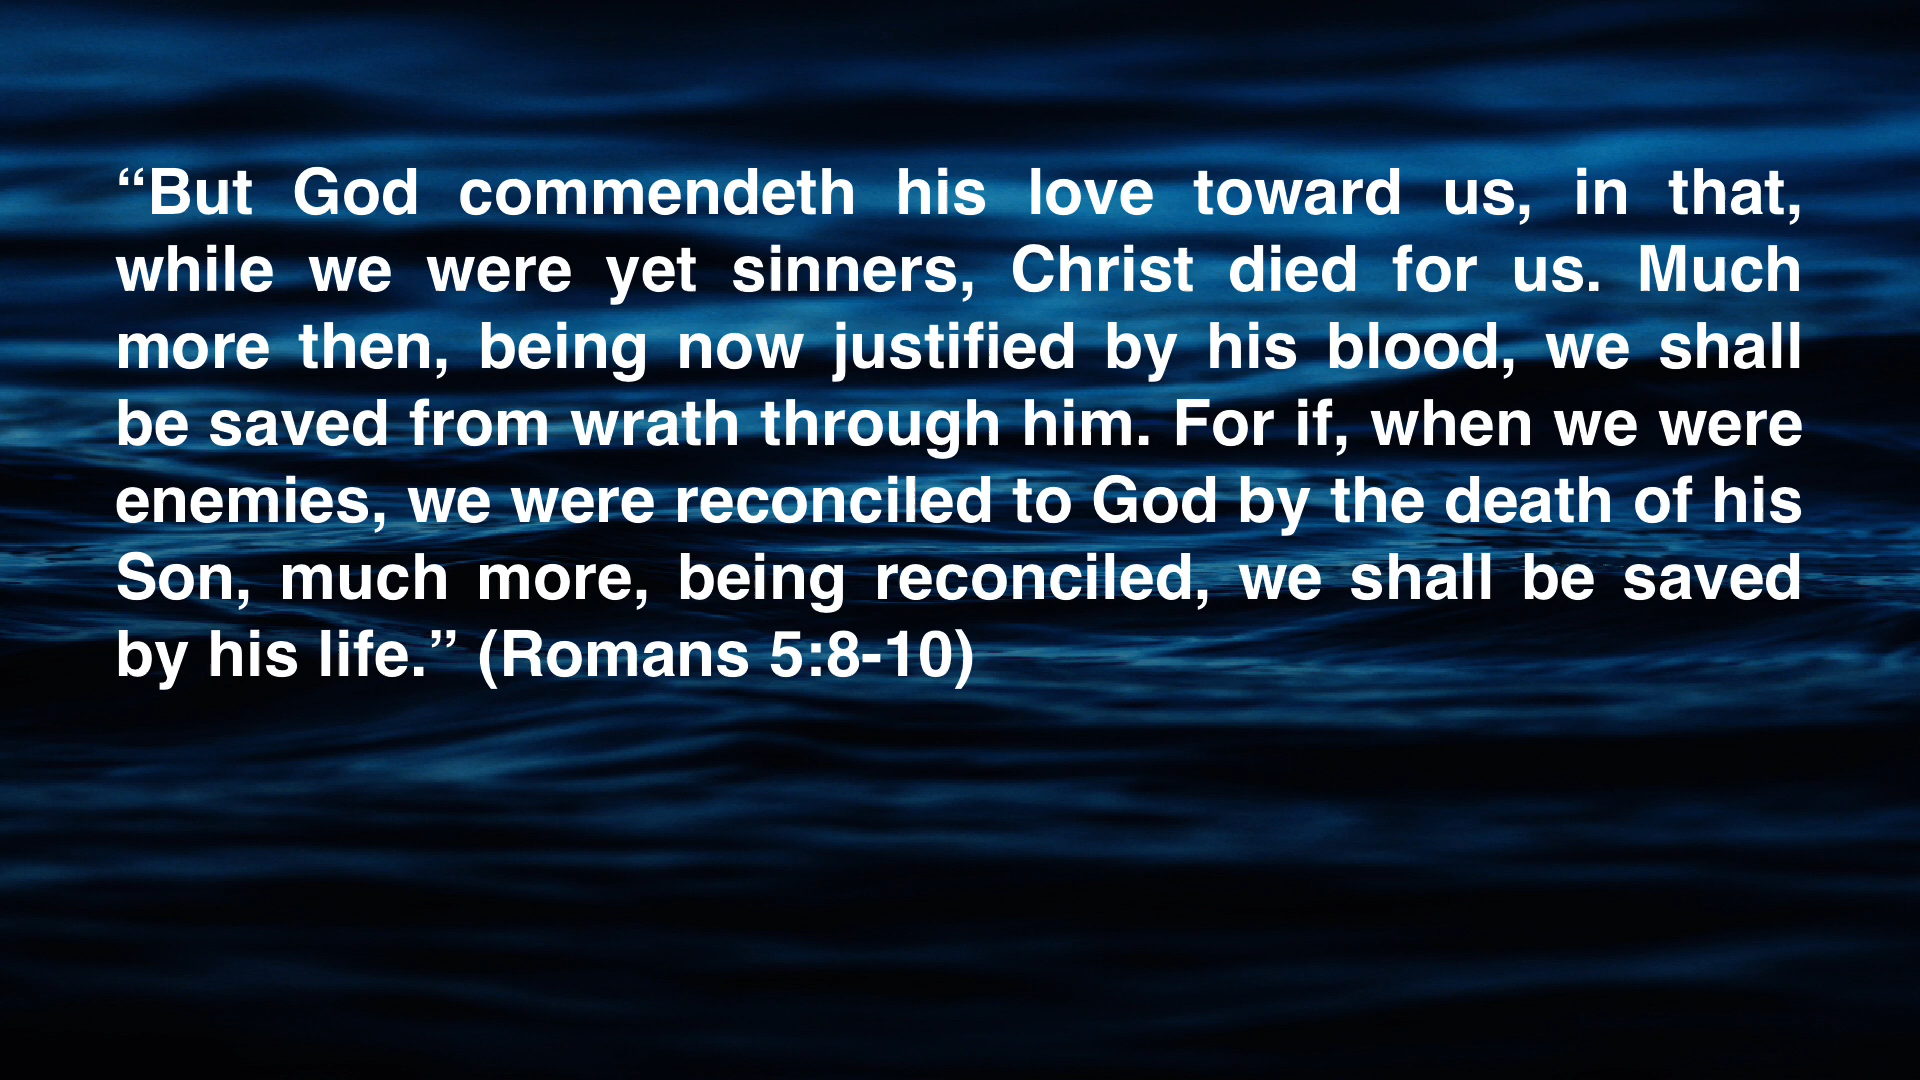 “But God commendeth his love toward us, in that,
while we were yet sinners, Christ died for us. Much
more then, being now justified by his blood, we shall
be saved from wrath through him. For if, when we were
enemies, we were reconciled to God by the death of his
Son, much more, being reconciled, we shall be saved
by his life.” (Romans 5:8-10)